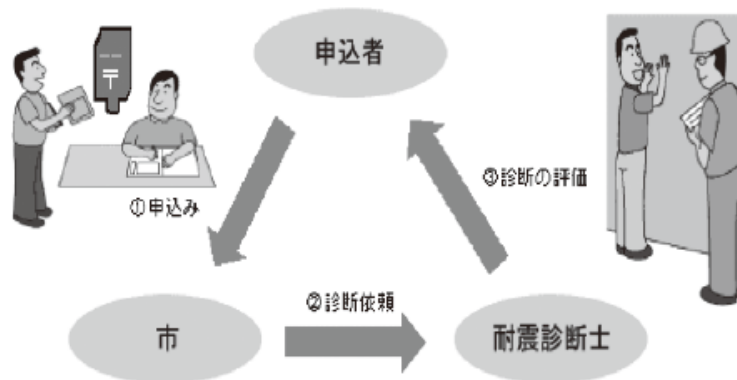 申込者
〒
①申込み
③診断の評価
②診断依頼
市
耐震診断士